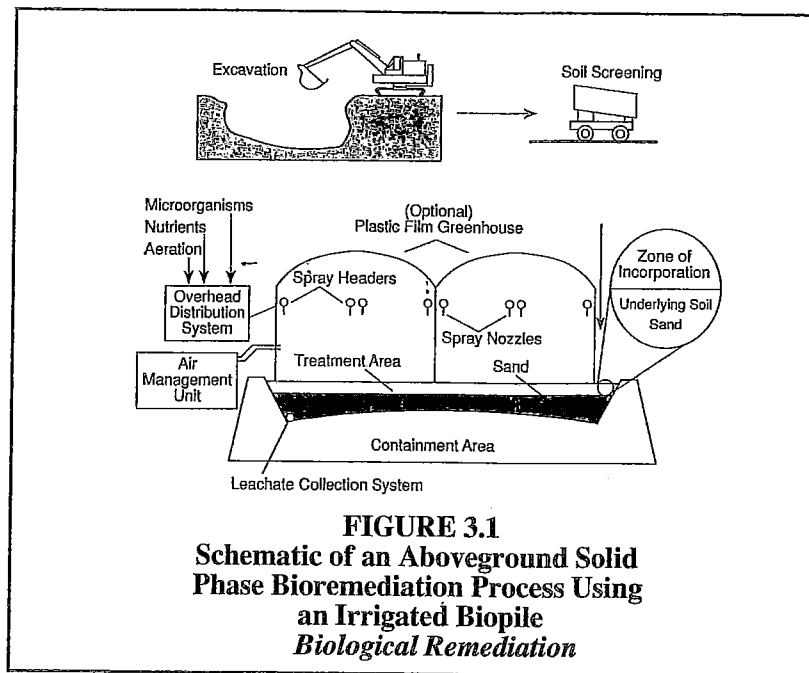 Excavation
Soil Screening
Microorganisms
Nutrients
Aeration
(Optional)
Plastic Film Greenhouse
Zone of
Incorporation
Underlying Soil
Sand
Spray Headers
Overhead
Distribution
System
Spray Nozzles
Air
Management
Unit
Treatment Area
Sand
Containment Area
Leachate Collection System
FIGURE 3.1
Schematic of an Aboveground Solid
Phase Bioremediation Process Using
an Irrigated Biopile
Biological Remediation